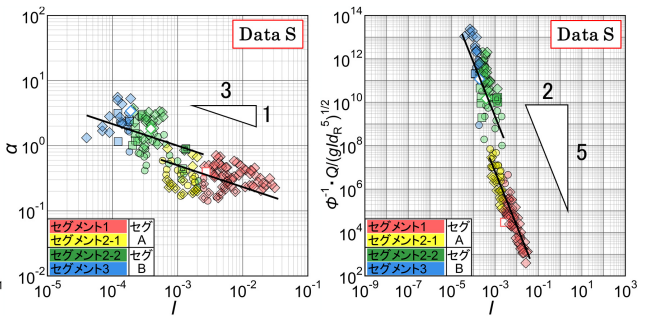 Data S
α
10²
10¹
10⁰
10⁻¹
10⁻²
3
1
セグメント1
セグメント2-1
セグメント2-2
セグメント3
セグ
A
セグ
B
10⁻⁵ 10⁻⁴ 10⁻³ 10⁻² 10⁻¹
I
Data S
Φ⁻¹・Q/(gIdR⁵)¹/²
10¹⁴
10¹²
10¹⁰
10⁸
10⁶
10⁴
10²
2
5
セグメント1
セグメント2-1
セグメント2-2
セグメント3
セグ
A
セグ
B
10⁻⁹ 10⁻⁷ 10⁻⁵ 10⁻³ 10⁻¹ 10¹ 10³
I